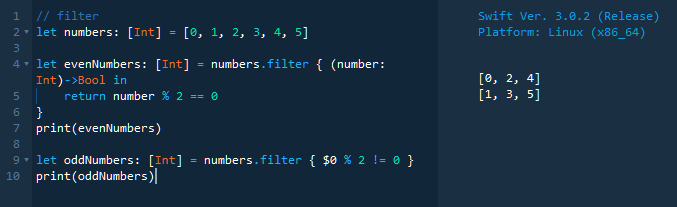 1 // filter
2 let numbers: [Int] = [0, 1, 2, 3, 4, 5]
3
4 let evenNumbers: [Int] = numbers.filter { (number:
Int)->Bool in
5     return number % 2 == 0
6 }
7 print(evenNumbers)
8
9 let oddNumbers: [Int] = numbers.filter { $0 % 2 != 0 }
10 print(oddNumbers)
Swift Ver. 3.0.2 (Release)
Platform: Linux (x86_64)
[0, 2, 4]
[1, 3, 5]